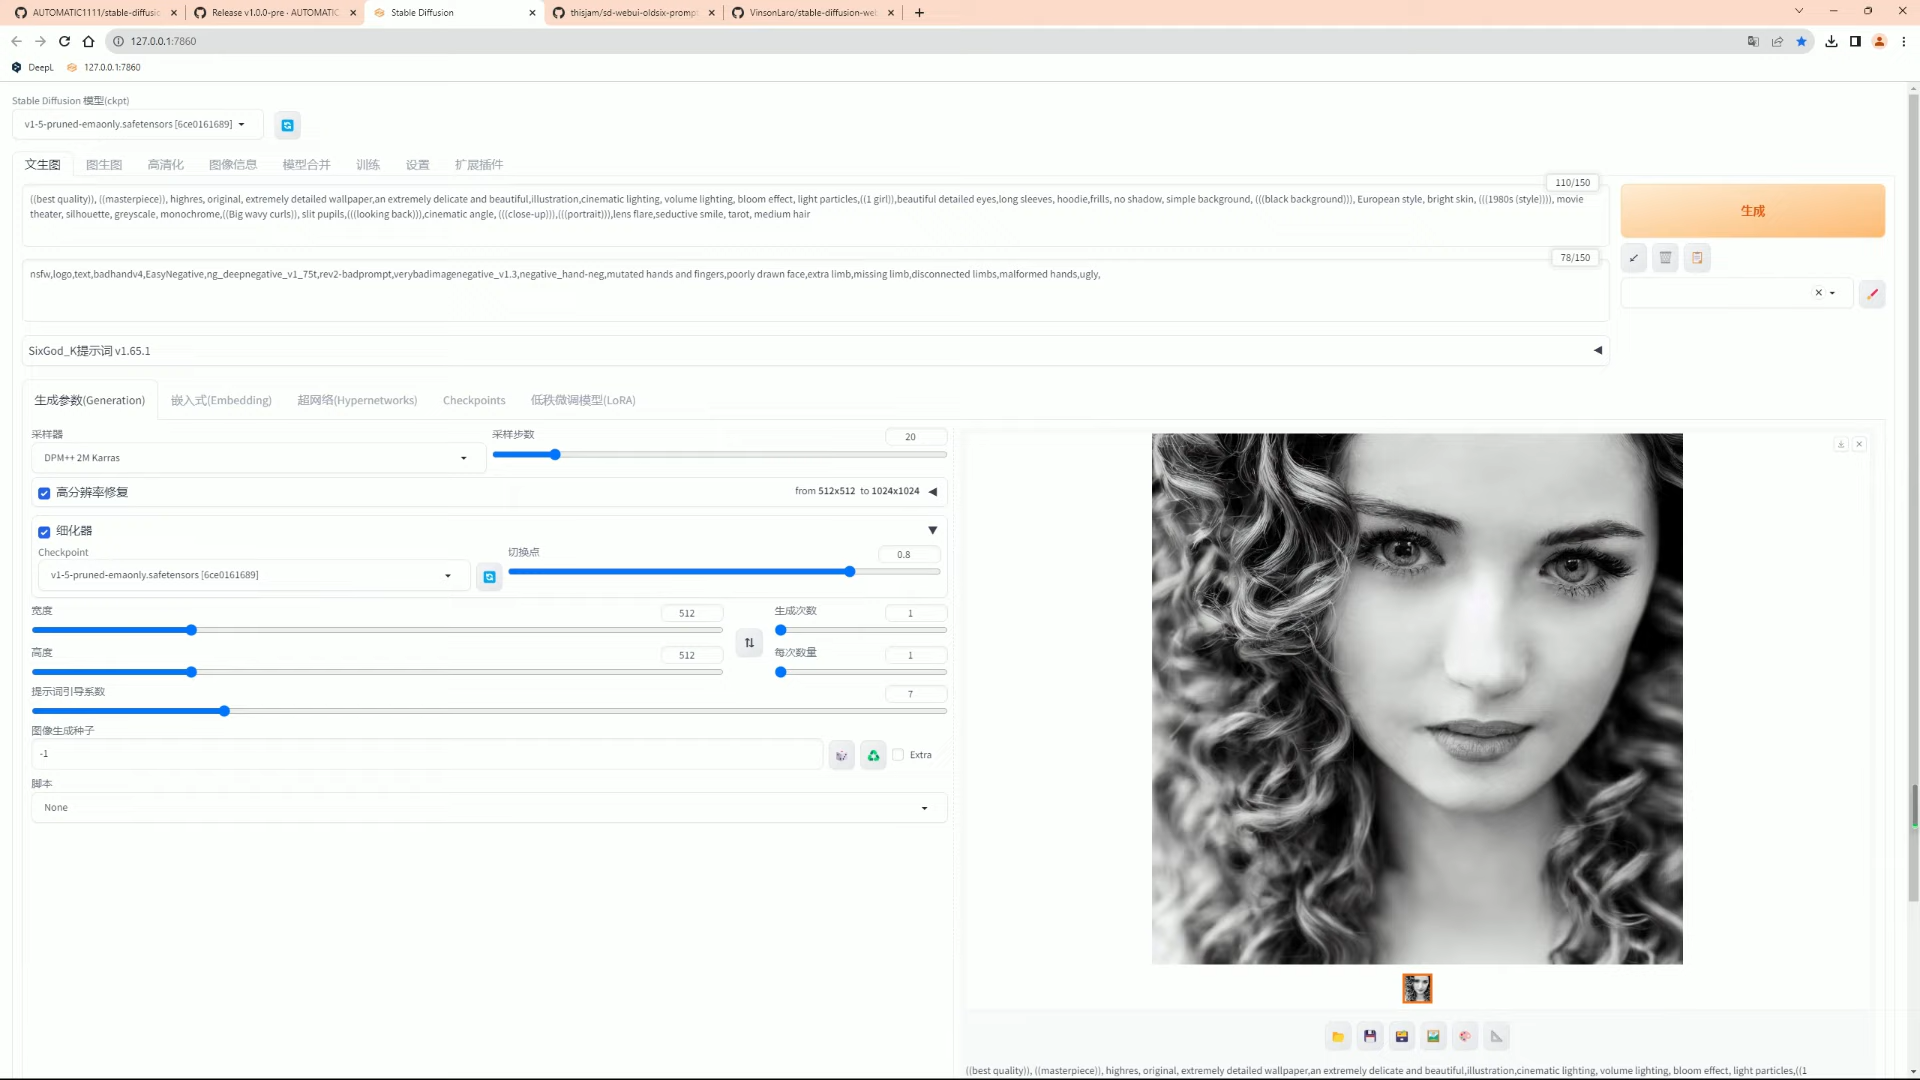 AUTOMATIC1111/stable-diffusi
Release v1.0.0-pre · AUTOMATIC
Stable Diffusion
thisjam/sd-webui-oldsix-promp
VinsonLaro/stable-diffusion-we
127.0.0.1:7860
DeepL
127.0.0.1:7860
Stable Diffusion 模型(ckpt)
v1-5-pruned-emaonly.safetensors [6ce0161689]
文生图 图生图 高清化 图像信息 模型合并 训练 设置 扩展插件
110/150
((best quality)), ((masterpiece)), highres, original, extremely detailed wallpaper,an extremely delicate and beautiful,illustration,cinematic lighting, volume lighting, bloom effect, light particles,((1 girl)),beautiful detailed eyes,long sleeves, hoodie,frills, no shadow, simple background, (((black background))), European style, bright skin, (((1980s (style)))), movie
theater, silhouette, greyscale, monochrome,((Big wavy curls)), slit pupils,(((looking back))),cinematic angle, (((close-up))),(((portrait))),lens flare,seductive smile, tarot, medium hair
生成
78/150
nsfw,logo,text,badhandv4,EasyNegative,ng_deepnegative_v1_75t,rev2-badprompt,verybadimagenegative_v1.3,negative_hand-neg,mutated hands and fingers,poorly drawn face,extra limb,missing limb,disconnected limbs,malformed hands,ugly,
SixGod_K提示词 v1.65.1
生成参数(Generation) 嵌入式(Embedding) 超网络(Hypernetworks) Checkpoints 低秩微调模型(LoRA)
采样器
DPM++ 2M Karras
采样步数
20
高分辨率修复
from 512x512 to 1024x1024
细化器
Checkpoint
v1-5-pruned-emaonly.safetensors [6ce0161689]
切换点
0.8
宽度
512
生成次数
1
高度
512
每次数量
1
提示词引导系数
7
图像生成种子
-1
Extra
脚本
None
((best quality)), ((masterpiece)), highres, original, extremely detailed wallpaper,an extremely delicate and beautiful,illustration,cinematic lighting, volume lighting, bloom effect, light particles,((1